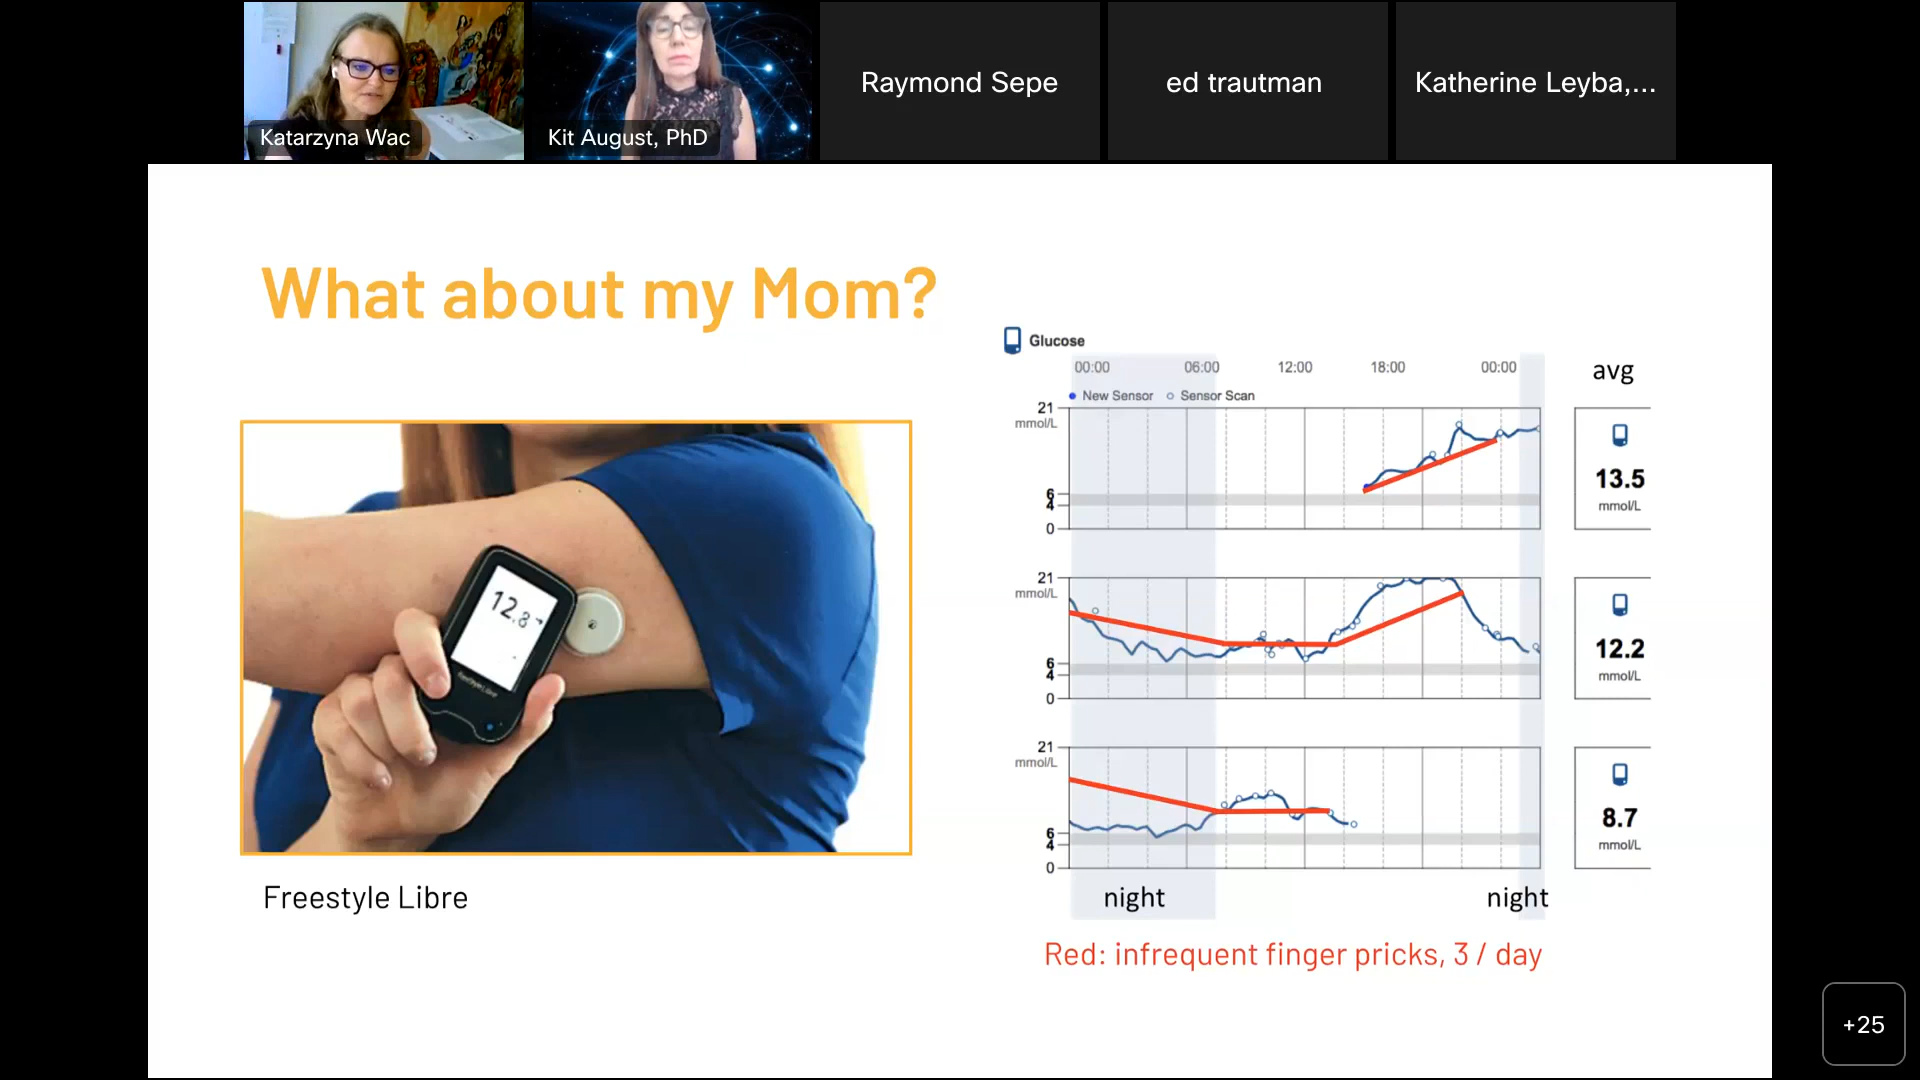 Katarzyna Wac
Kit August, PhD
Raymond Sepe
ed trautman
Katherine Leyba,...
What about my Mom?
Glucose
00:00 06:00 12:00 18:00 00:00
avg
New Sensor Sensor Scan
21
mmol/L
6
4
0
13.5
mmol/L
21
mmol/L
6
4
0
12.2
mmol/L
21
mmol/L
6
4
0
8.7
mmol/L
12.8
FreeStyle Libre
night
night
Freestyle Libre
Red: infrequent finger pricks, 3 / day
+25